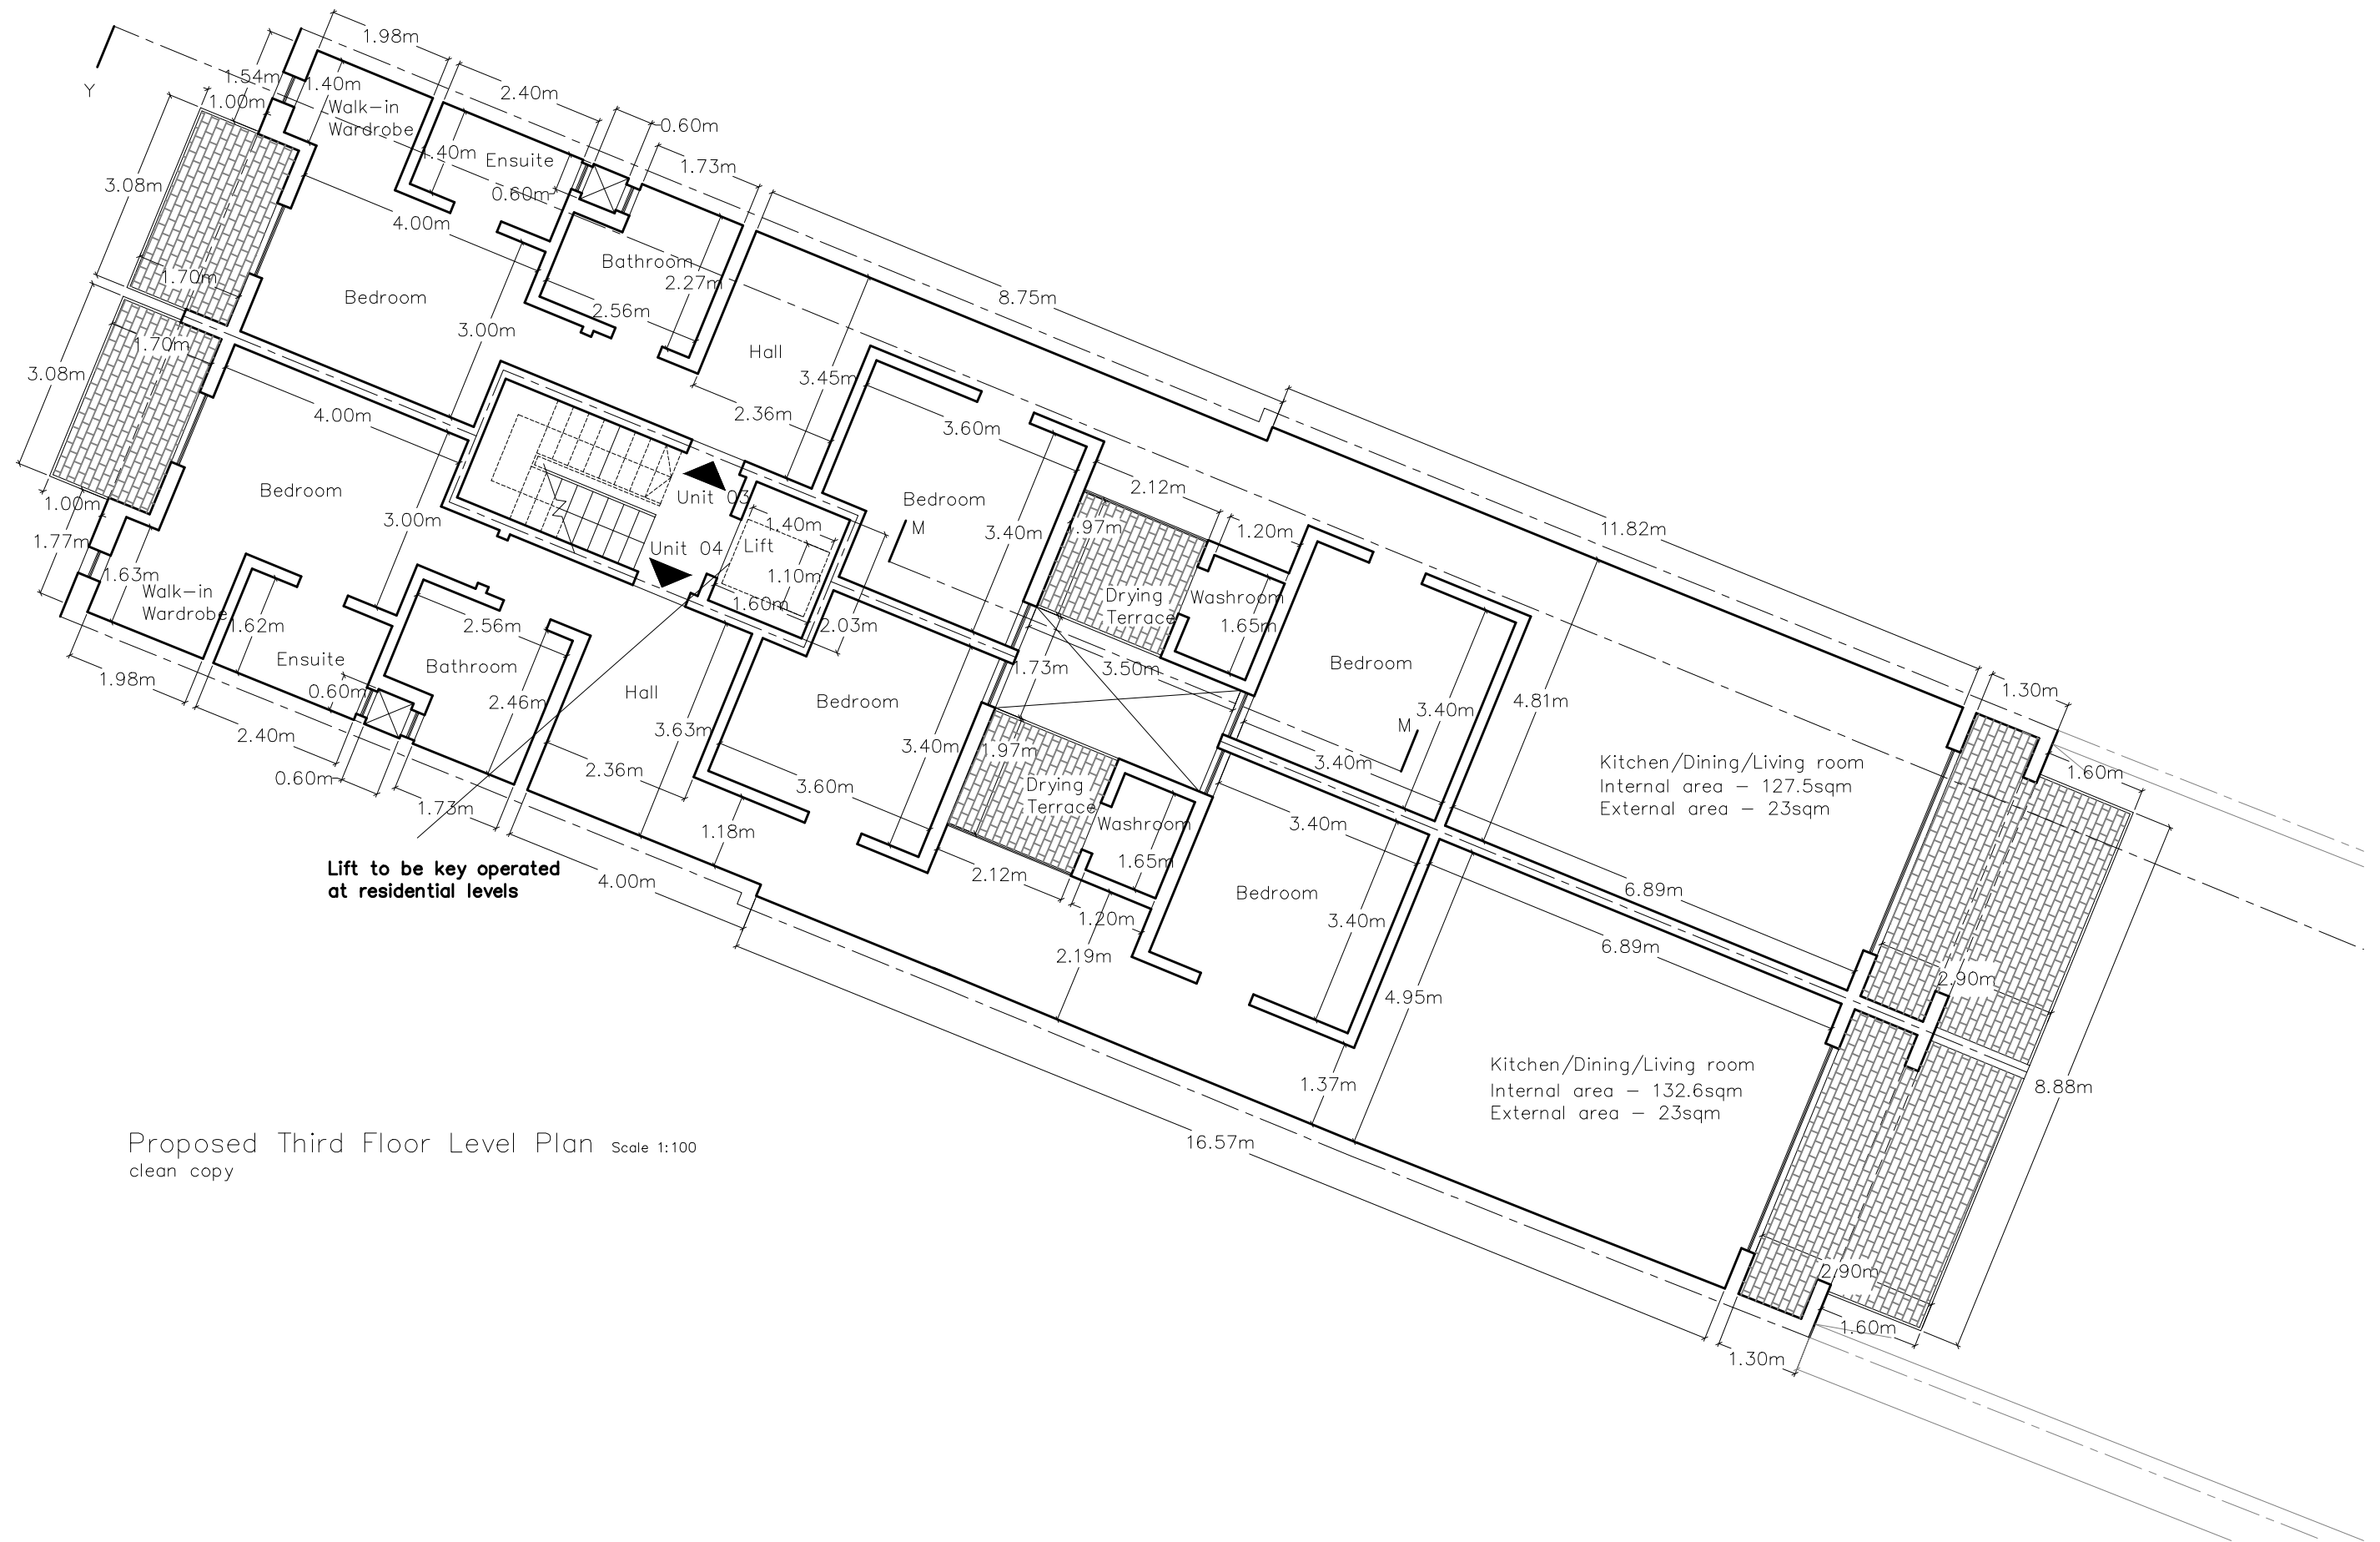 1.98m
1.54m
1.40m
2.40m
1.00m
Walk-in
Wardrobe
0.60m
1.40m
Ensuite
1.73m
3.08m
0.60m
4.00m
Y
Bathroom
1.70m
2.27m
Bedroom
8.75m
2.56m
3.00m
1.70m
Hall
3.08m
3.45m
4.00m
2.36m
3.60m
Bedroom
Unit 03
Bedroom
2.12m
1.00m
3.00m
1.40m
M
1.97m
1.20m
11.82m
1.77m
Unit 04
Lift
3.40m
1.63m
1.10m
Walk-in
Wardrobe
1.60m
Drying
Terrace
Washroom
1.62m
2.56m
2.03m
1.65m
Ensuite
Bathroom
1.73m
3.50m
Bedroom
1.98m
0.60m
Hall
Bedroom
1.30m
2.46m
3.63m
3.40m
4.81m
2.40m
3.40m
1.97m
M
0.60m
2.36m
3.60m
3.40m
Kitchen/Dining/Living room
Internal area - 127.5sqm
External area - 23sqm
1.60m
Drying
Terrace
1.73m
1.18m
Washroom
3.40m
1.65m
Lift to be key operated
at residential levels
4.00m
2.12m
Bedroom
6.89m
1.20m
3.40m
2.19m
6.89m
2.90m
4.95m
1.37m
Kitchen/Dining/Living room
Internal area - 132.6sqm
External area - 23sqm
8.88m
16.57m
Proposed Third Floor Level Plan Scale 1:100
clean copy
2.90m
1.60m
1.30m